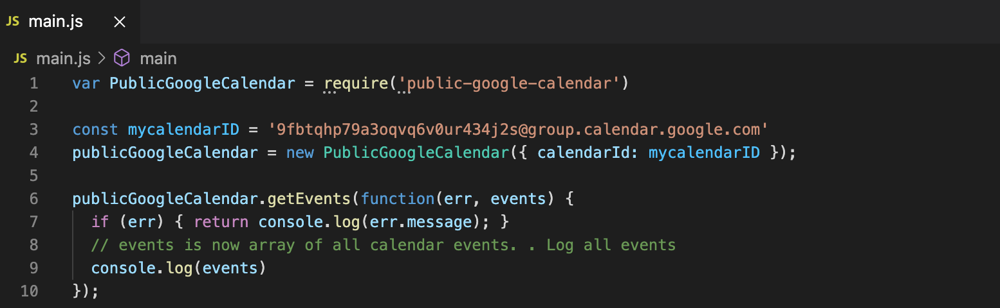 JS main.js ×
JS main.js > main
1 var PublicGoogleCalendar = require('public-google-calendar')
2
3 const mycalendarID = '9fbtqhp79a3oqvq6v0ur434j2s@group.calendar.google.com'
4 publicGoogleCalendar = new PublicGoogleCalendar({ calendarId: mycalendarID });
5
6 publicGoogleCalendar.getEvents(function(err, events) {
7   if (err) { return console.log(err.message); }
8   // events is now array of all calendar events. . Log all events
9   console.log(events)
10 });